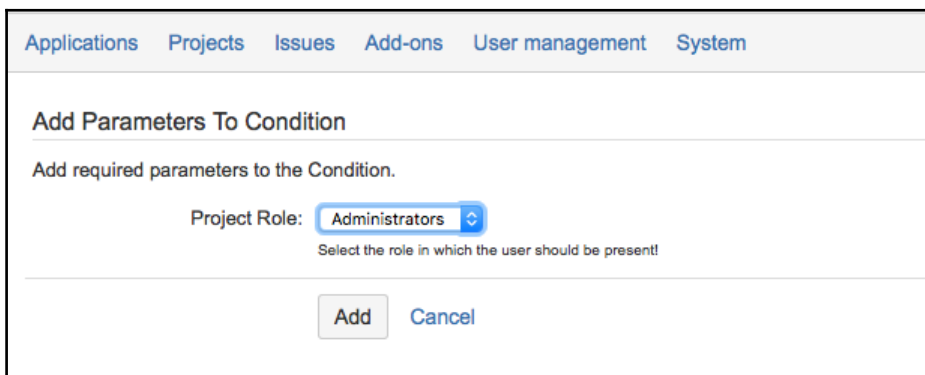 Applications Projects Issues Add-ons User management System
Add Parameters To Condition
Add required parameters to the Condition.
Project Role: Administrators
Select the role in which the user should be present!
Add Cancel